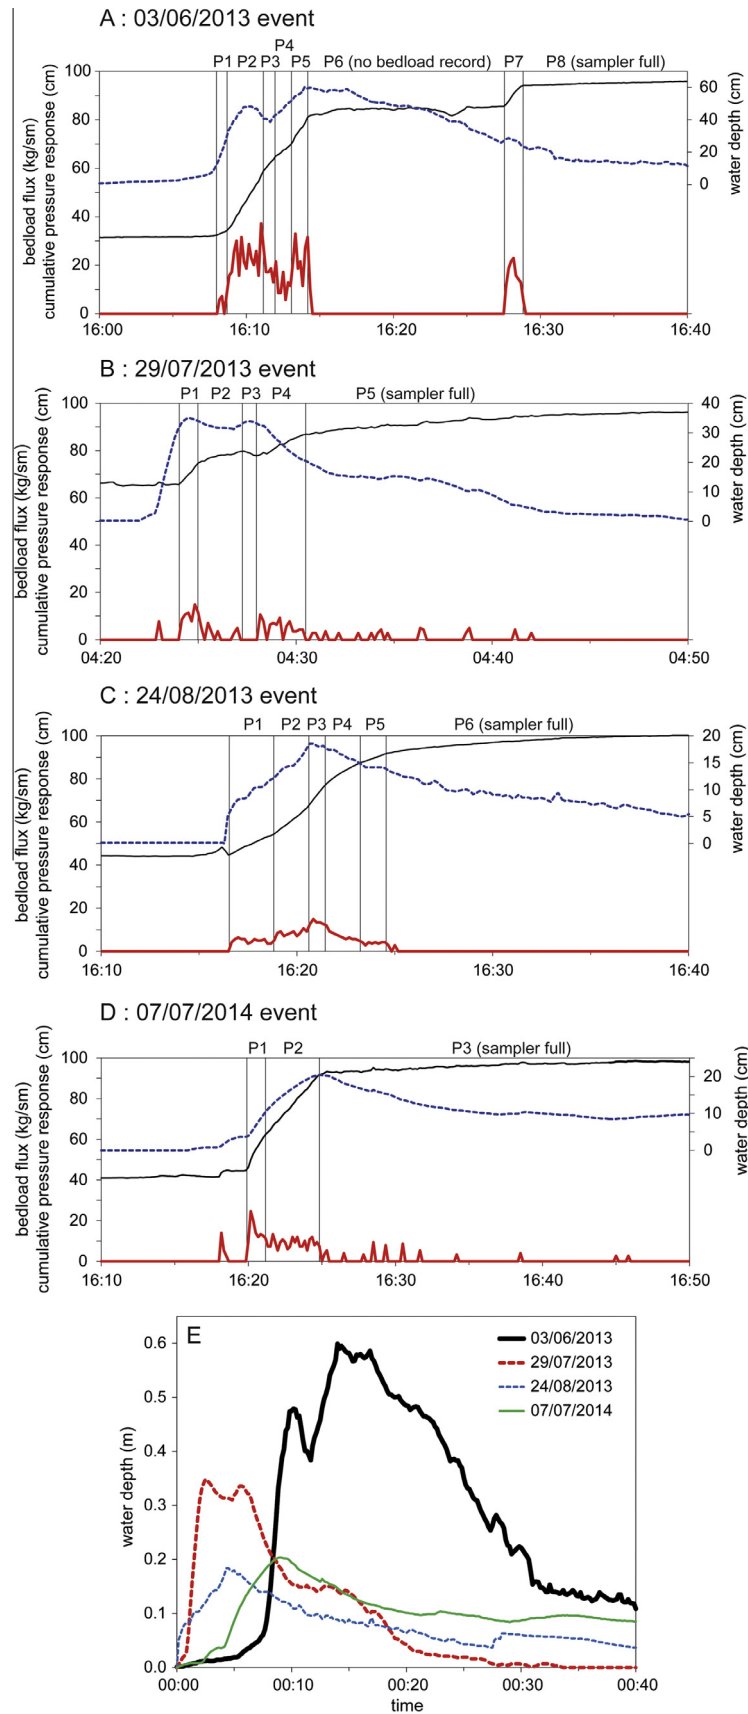 A : 03/06/2013 event
P4
P1 P2 P3 P5 P6 (no bedload record) P7 P8 (sampler full)
bedload flux (kg/sm)
cumulative pressure response (cm)
100
80
60
40
20
0
60
40
20
0
water depth (cm)
16:00 16:10 16:20 16:30 16:40
B : 29/07/2013 event
P1 P2 P3 P4 P5 (sampler full)
bedload flux (kg/sm)
cumulative pressure response (cm)
100
80
60
40
20
0
40
30
20
10
0
water depth (cm)
04:20 04:30 04:40 04:50
C : 24/08/2013 event
P1 P2 P3 P4 P5 P6 (sampler full)
bedload flux (kg/sm)
cumulative pressure response (cm)
100
80
60
40
20
0
20
15
10
5
0
water depth (cm)
16:10 16:20 16:30 16:40
D : 07/07/2014 event
P1 P2 P3 (sampler full)
bedload flux (kg/sm)
cumulative pressure response (cm)
100
80
60
40
20
0
20
10
0
water depth (cm)
16:10 16:20 16:30 16:40 16:50
E
03/06/2013
29/07/2013
24/08/2013
07/07/2014
water depth (m)
0.6
0.5
0.4
0.3
0.2
0.1
0.0
00:00 00:10 00:20 00:30 00:40
time